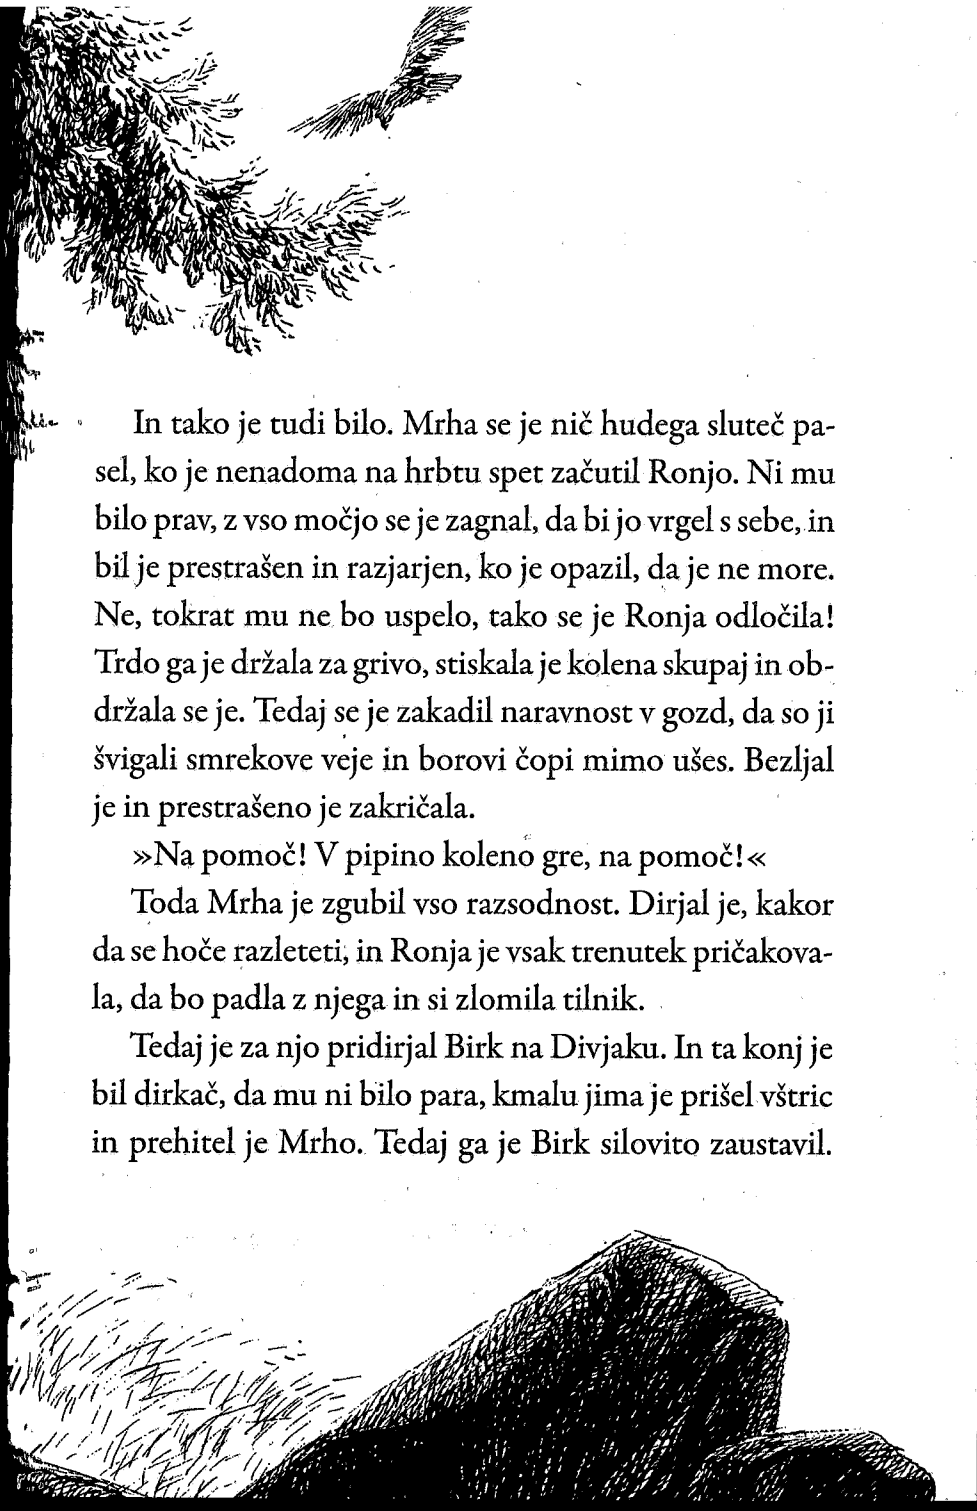 In tako je tudi bilo. Mrha se je nič hudega sluteč pa-
sel, ko je nenadoma na hrbtu spet začutil Ronjo. Ni mu
bilo prav, z vso močjo se je zagnal, da bi jo vrgel s sebe, in
bil je prestrašen in razjarjen, ko je opazil, da je ne more.
Ne, tokrat mu ne bo uspelo, tako se je Ronja odločila!
Trdo ga je držala za grivo, stiskala je kolena skupaj in ob-
držala se je. Tedaj se je zakadil naravnost v gozd, da so ji
švigali smrekove veje in borovi čopi mimo ušes. Bezljal
je in prestrašeno je zakričala.
»Na pomoč! V pipino koleno gre, na pomoč!«
Toda Mrha je zgubil vso razsodnost. Dirjal je, kakor
da se hoče razleteti, in Ronja je vsak trenutek pričakova-
la, da bo padla z njega in si zlomila tilnik.
Tedaj je za njo pridirjal Birk na Divjaku. In ta konj je
bil dirkač, da mu ni bilo para, kmalu jima je prišel vštric
in prehitel je Mrho. Tedaj ga je Birk silovito zaustavil.